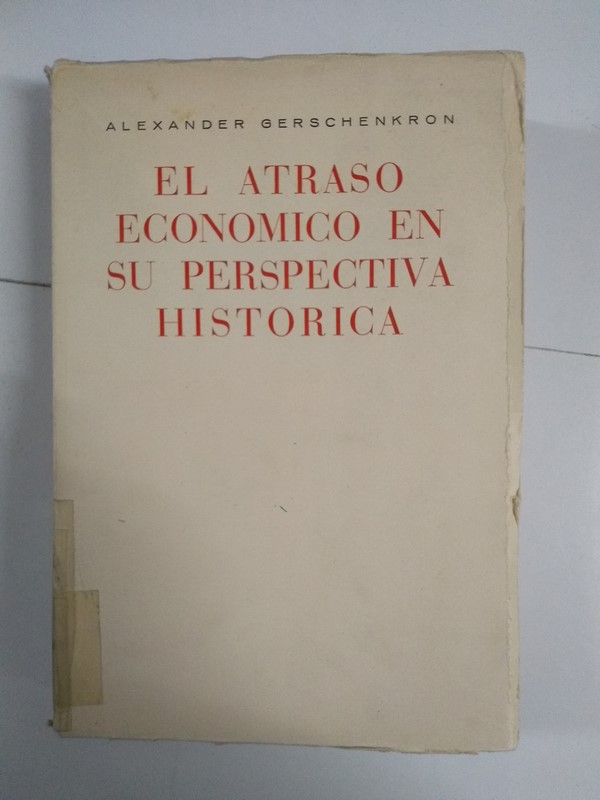 ALEXANDER GERSCHENKRON
EL ATRASO
ECONOMICO EN
SU PERSPECTIVA
HISTORICA